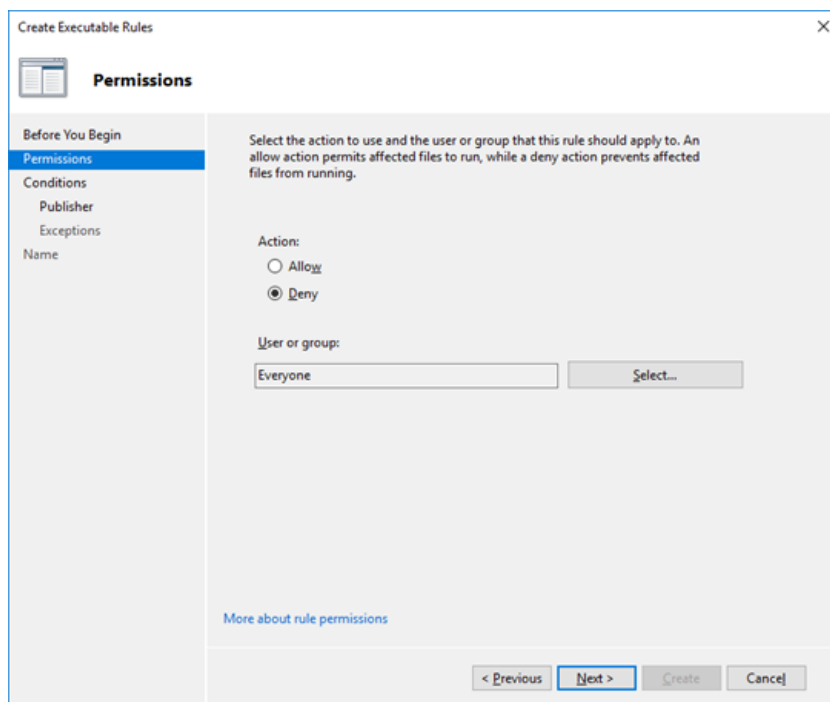 Create Executable Rules
Permissions
Before You Begin
Permissions
Conditions
Publisher
Exceptions
Name
Select the action to use and the user or group that this rule should apply to. An
allow action permits affected files to run, while a deny action prevents affected
files from running.
Action:
Allow
Deny
User or group:
Everyone
Select...
More about rule permissions
< Previous
Next >
Create
Cancel